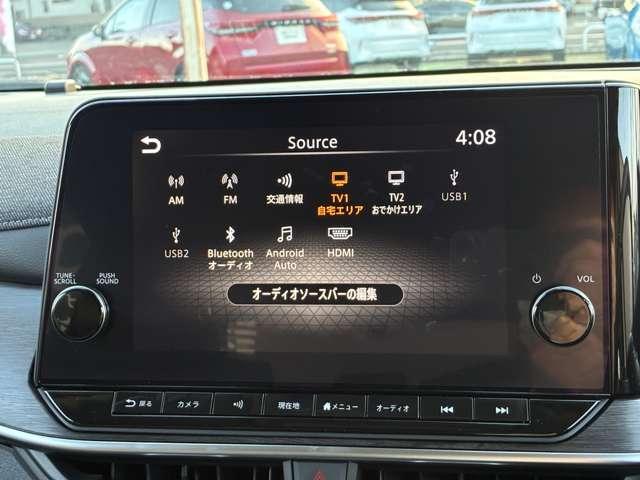 Source
4:08
AM
FM
交通情報
TV1
自宅エリア
TV2
おでかけエリア
USB1
USB2
Bluetooth
オーディオ
Android
Auto
HDMI
オーディオソースバーの編集
TUNE-
SCROLL
PUSH
SOUND
VOL
戻る
カメラ
現在地
メニュー
オーディオ